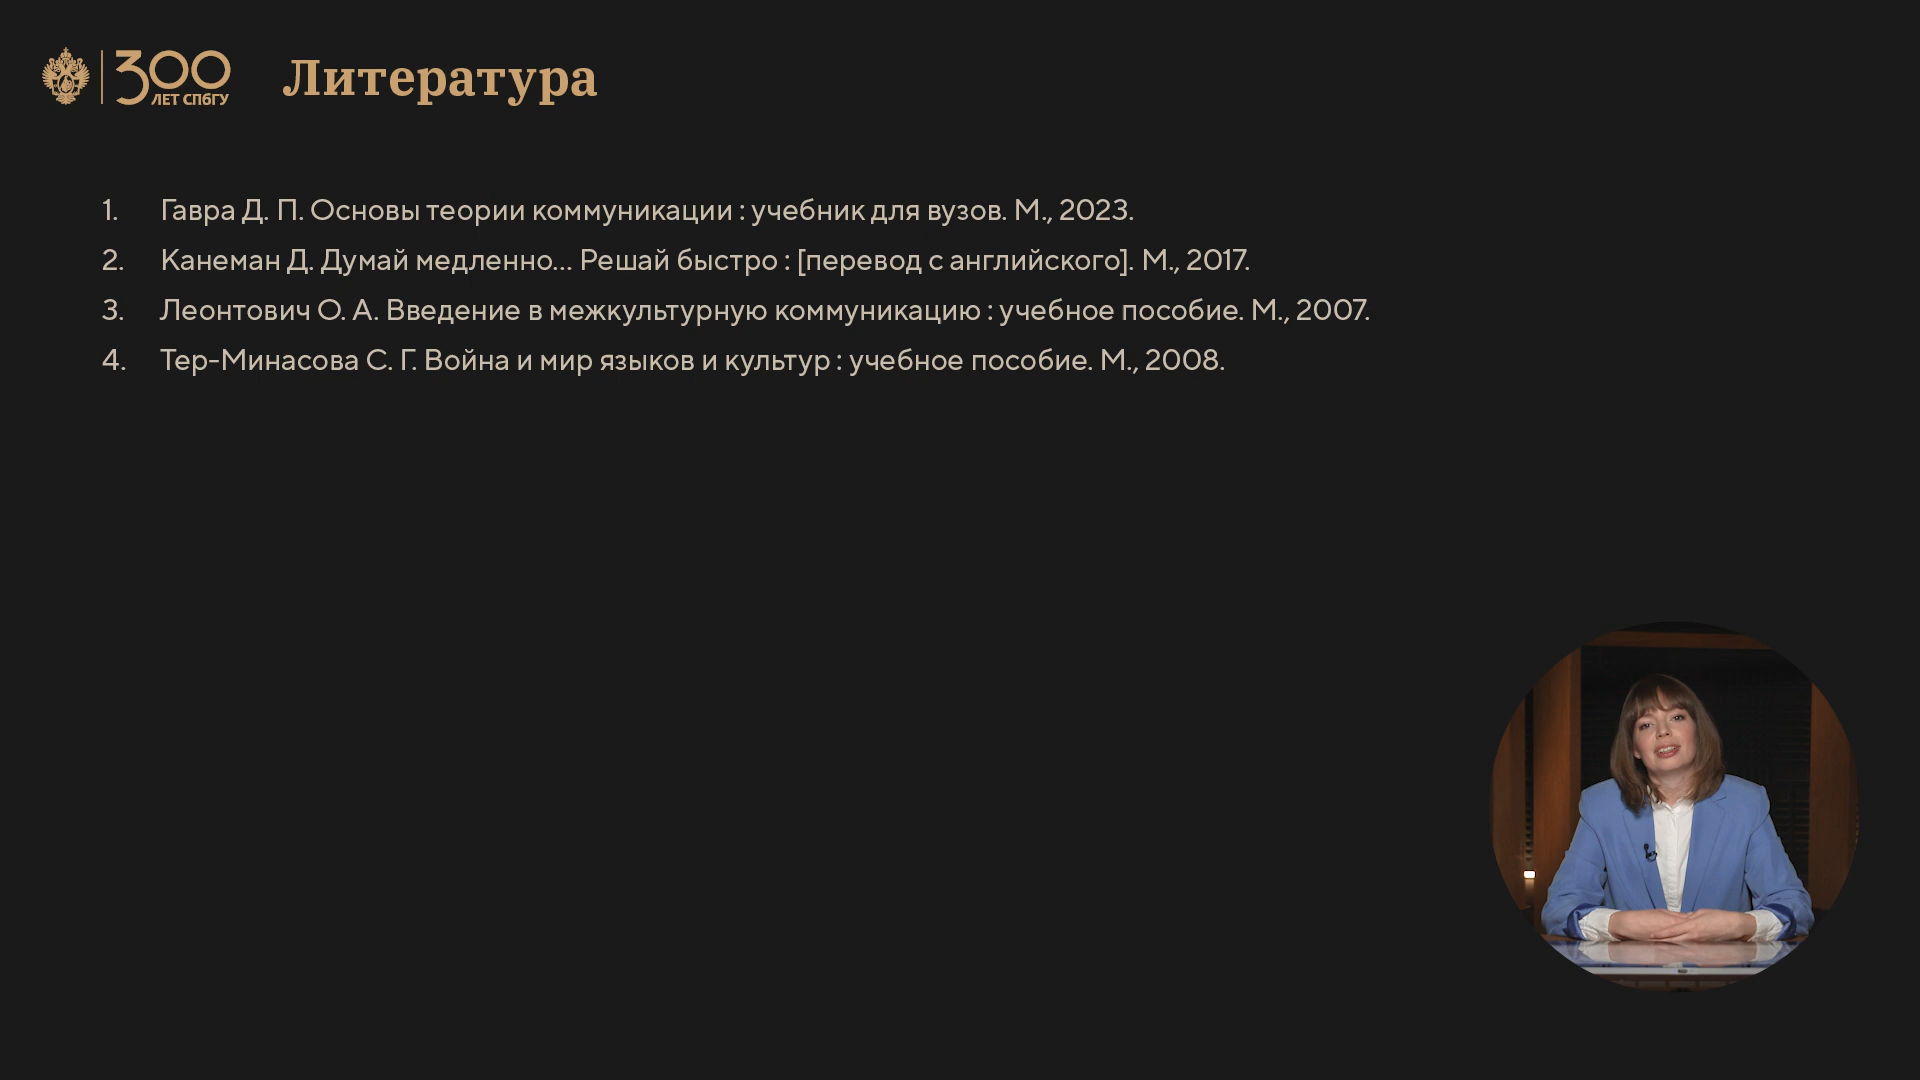 300
ЛЕТ СПбГУ
Литература
1. Гавра Д. П. Основы теории коммуникации : учебник для вузов. М., 2023.
2. Канеман Д. Думай медленно... Решай быстро : [перевод с английского]. М., 2017.
3. Леонтович О. А. Введение в межкультурную коммуникацию : учебное пособие. М., 2007.
4. Тер-Минасова С. Г. Война и мир языков и культур : учебное пособие. М., 2008.